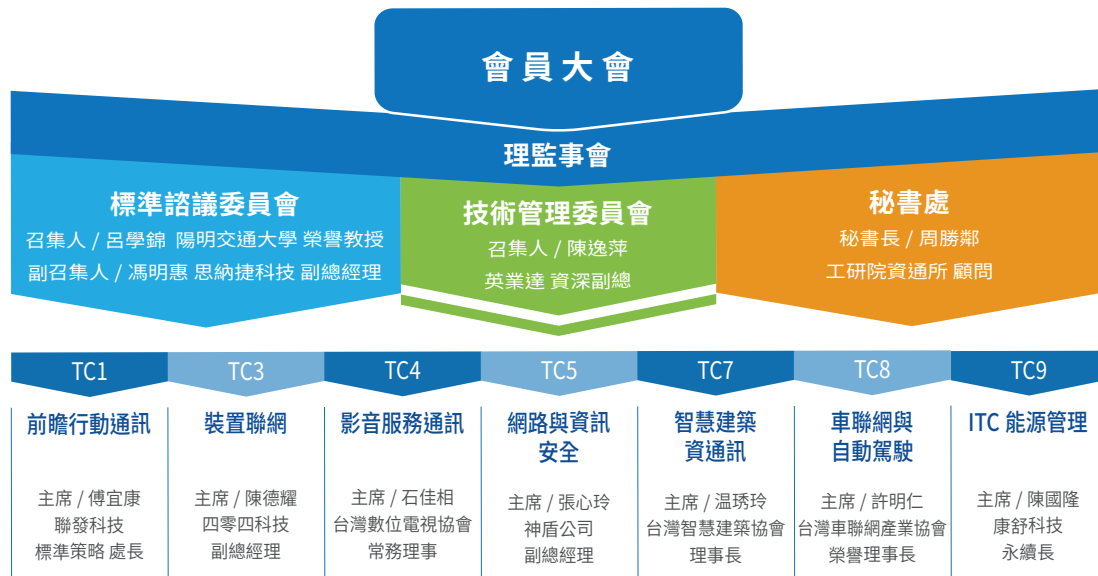 會員大會
理監事會
標準諮議委員會
召集人 / 呂學錦 陽明交通大學 榮譽教授
副召集人 / 馮明惠 思納捷科技 副總經理
技術管理委員會
召集人 / 陳逸萍
英業達 資深副總
秘書處
秘書長 / 周勝鄰
工研院資通所 顧問
TC1
前瞻行動通訊
主席 / 傅宜康
聯發科技
標準策略 處長
TC3
裝置聯網
主席 / 陳德耀
四零四科技
副總經理
TC4
影音服務通訊
主席 / 石佳相
台灣數位電視協會
常務理事
TC5
網路與資訊
安全
主席 / 張心玲
神盾公司
副總經理
TC7
智慧建築
資通訊
主席 / 温琇玲
台灣智慧建築協會
理事長
TC8
車聯網與
自動駕駛
主席 / 許明仁
台灣車聯網產業協會
榮譽理事長
TC9
ITC 能源管理
主席 / 陳國隆
康舒科技
永續長